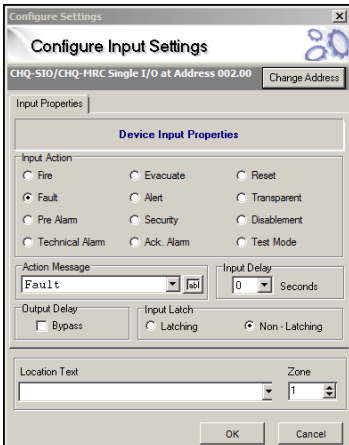 Configure Settings
Configure Input Settings
CHQ-SIO/CHQ-MRC Single I/O at Address 002.00
Change Address
Input Properties
Device Input Properties
Input Action
Fire Evacuate Reset
Fault Alert Transparent
Pre Alarm Security Disablement
Technical Alarm Ack. Alarm Test Mode
Action Message Input Delay
Fault ab 0 Seconds
Output Delay Input Latch
Bypass Latching Non - Latching
Location Text Zone
1
OK Cancel